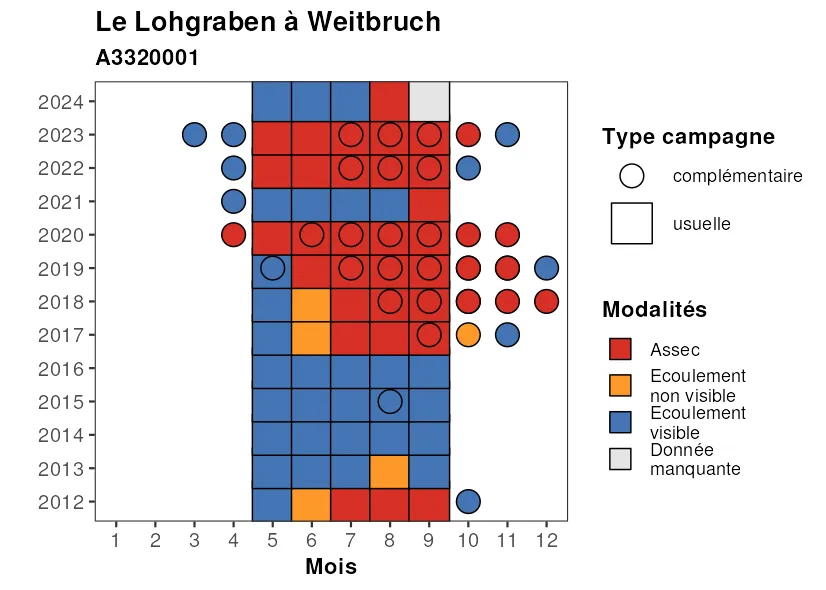 Le Lohgraben à Weitbruch
A3320001
2024
2023
2022
2021
2020
2019
2018
2017
2016
2015
2014
2013
2012
1 2 3 4 5 6 7 8 9 10 11 12
Mois
Type campagne
complémentaire
usuelle
Modalités
Assec
Ecoulement
non visible
Ecoulement
visible
Donnée
manquante